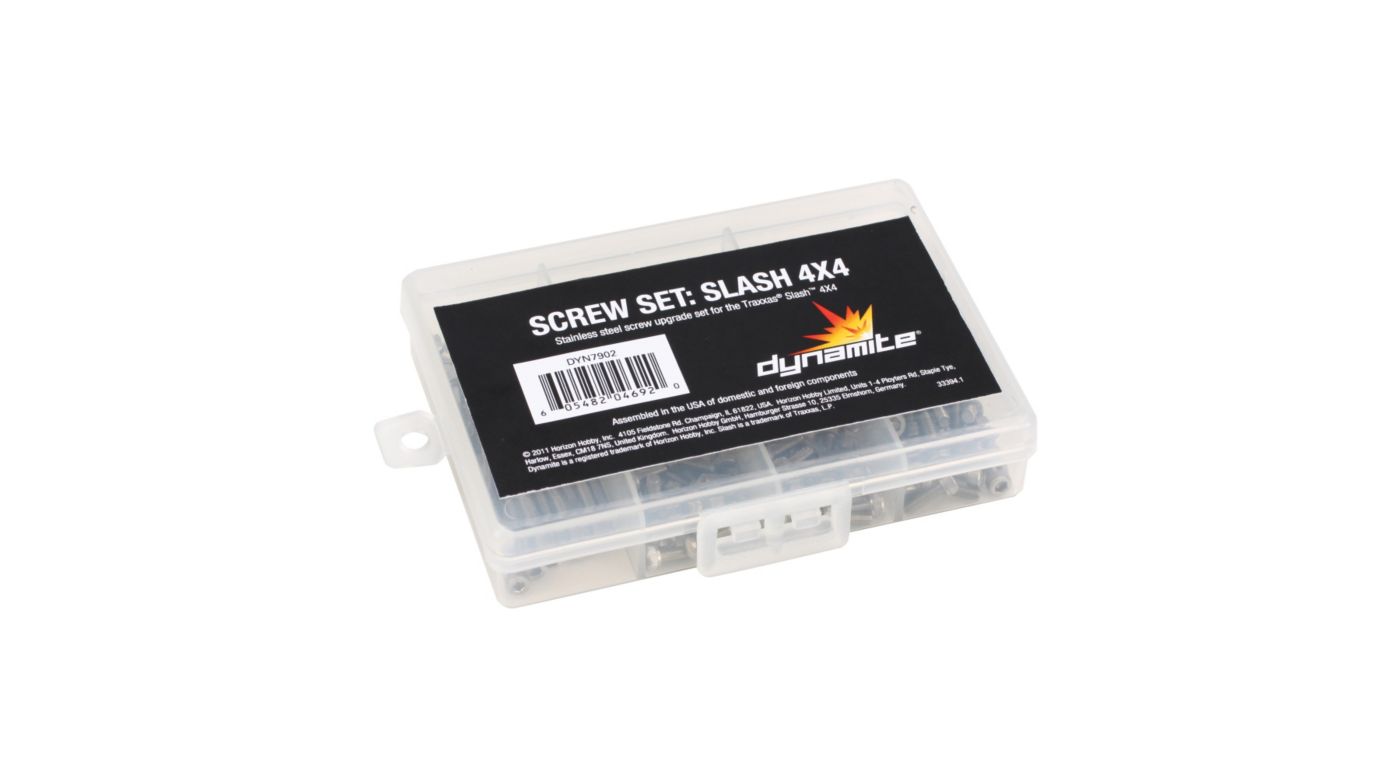 SCREW SET: SLASH 4X4
Stainless steel screw upgrade set for the Traxxas® Slash™ 4X4
DYN7902
6 05482 04692 0
dynamite®
Assembled in the USA of domestic and foreign components
© 2011 Horizon Hobby, Inc. 4105 Fieldstone Rd. Champaign, IL 61822, USA. Horizon Hobby Limited, Units 1-4 Ployters Rd, Staple Tye,
Harlow, Essex, CM18 7NS, United Kingdom. Horizon Hobby GmbH, Hamburger Strasse 10, 25335 Elmshorn, Germany.
Dynamite is a registered trademark of Horizon Hobby, Inc. Slash is a trademark of Traxxas, L.P.
33394.1